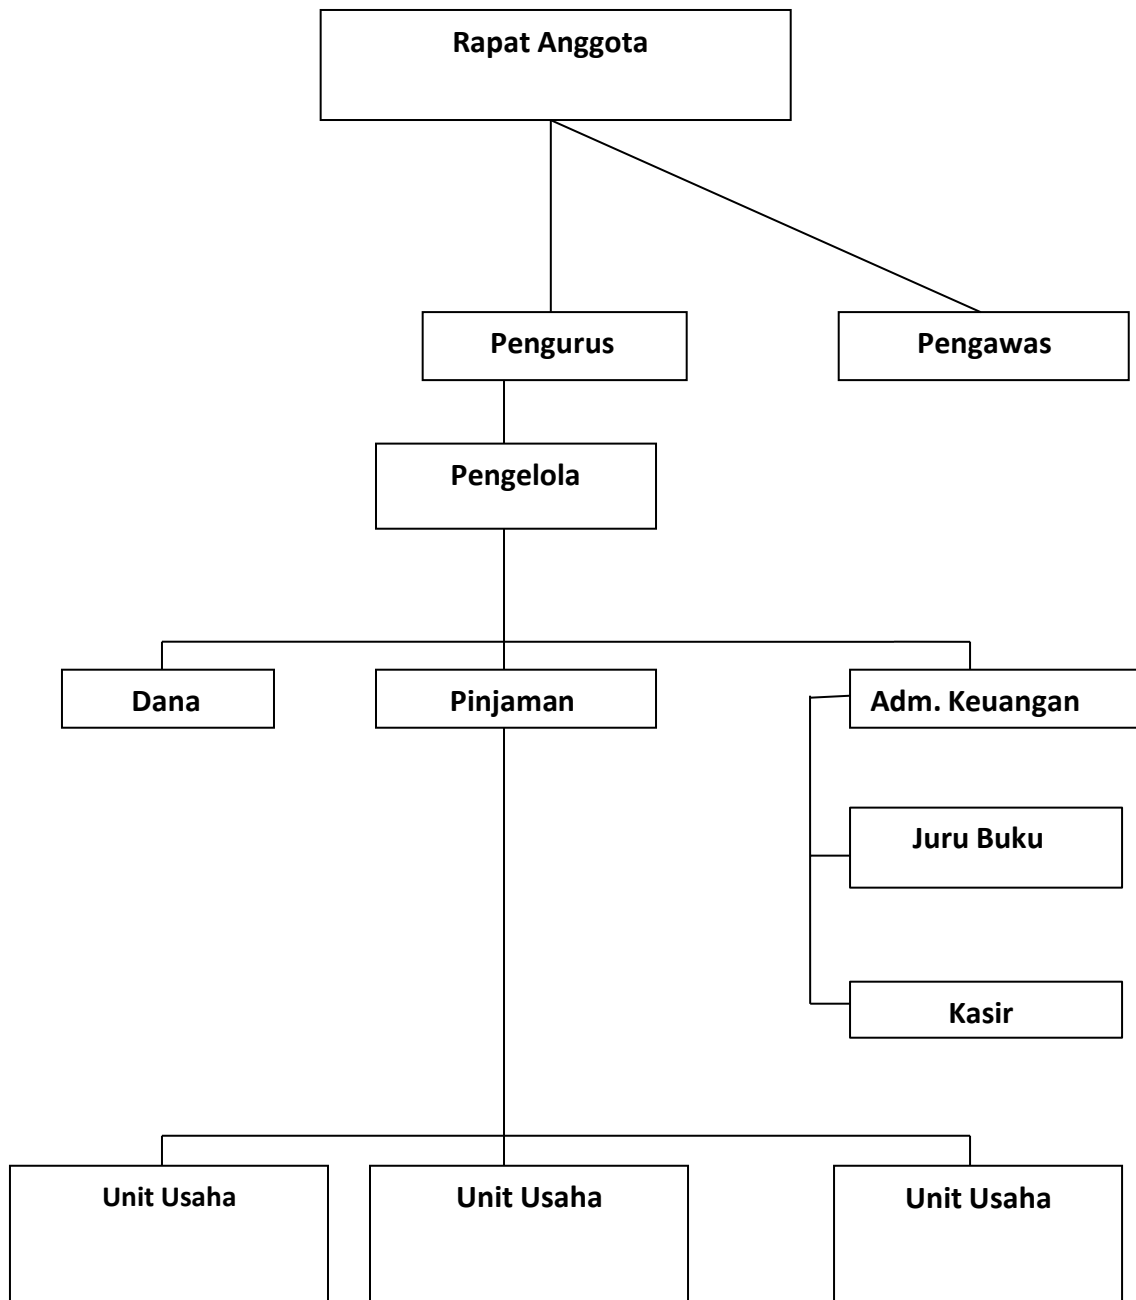 Rapat Anggota
Pengurus
Pengawas
Pengelola
Dana
Pinjaman
Adm. Keuangan
Juru Buku
Kasir
Unit Usaha
Unit Usaha
Unit Usaha